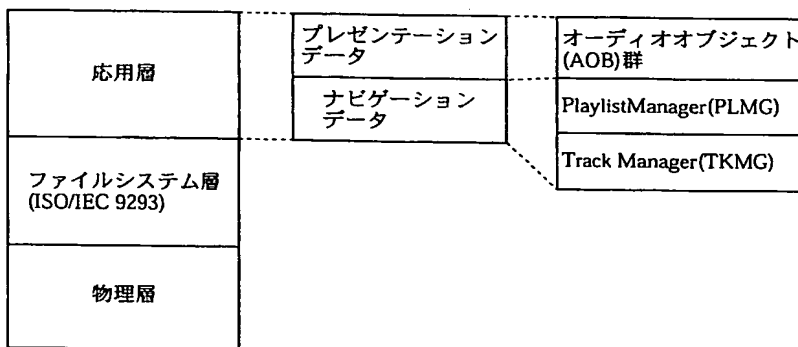 応用層
ファイルシステム層
(ISO/IEC 9293)
物理層
プレゼンテーション
データ
ナビゲーション
データ
オーディオオブジェクト
(AOB)群
PlaylistManager(PLMG)
Track Manager(TKMG)